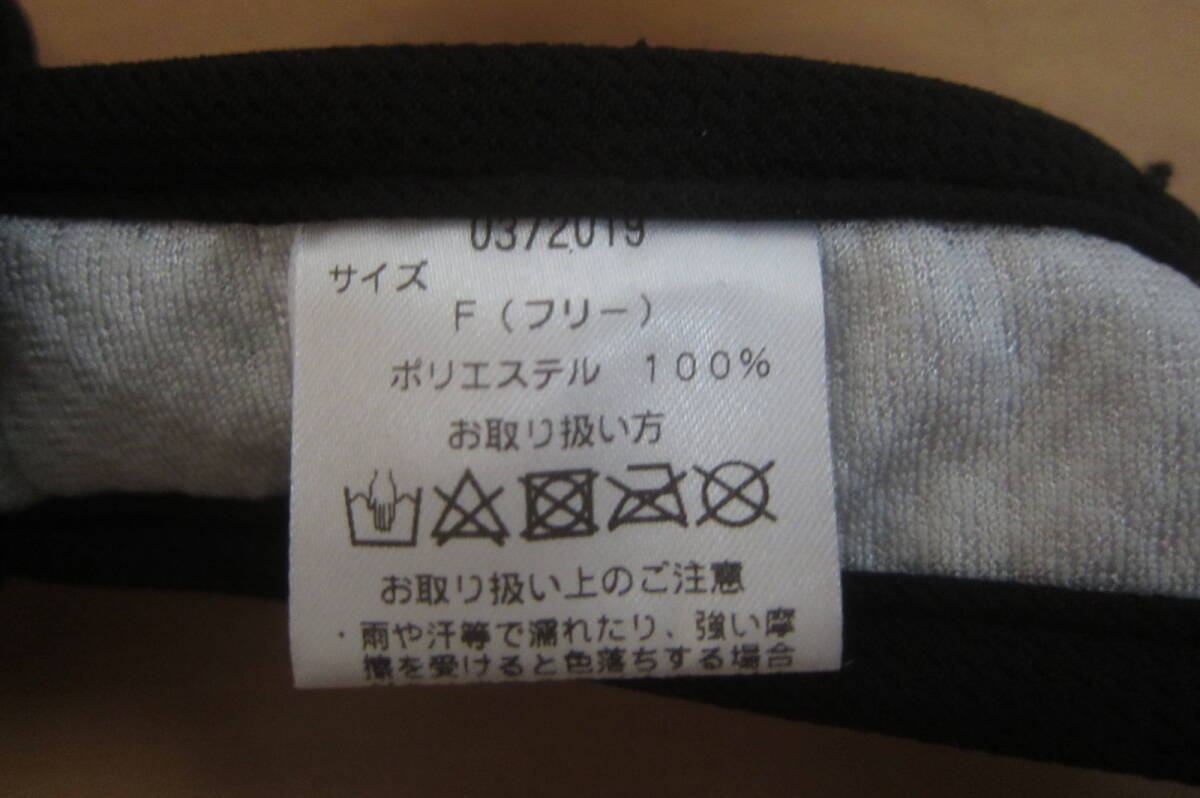 03/2019
サイズ
F(フリー)
ポリエステル 100%
お取り扱い方
お取り扱い上のご注意
・雨や汗等で濡れたり、強い摩
擦を受けると色落ちする場合